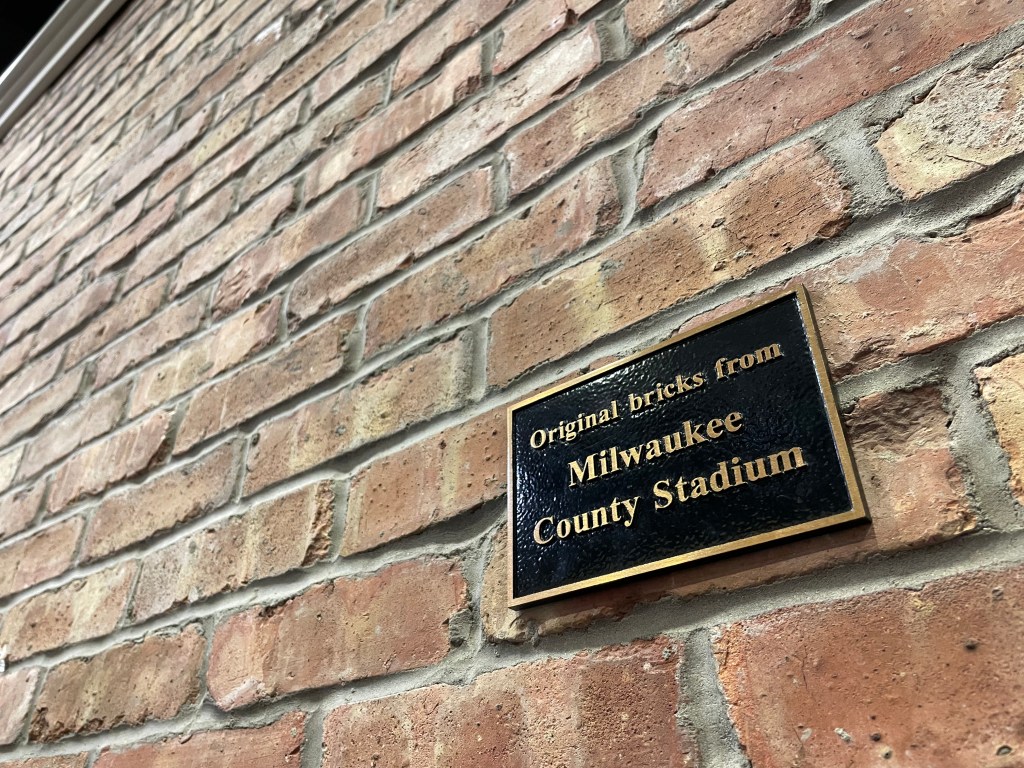 Original bricks from
Milwaukee
County Stadium